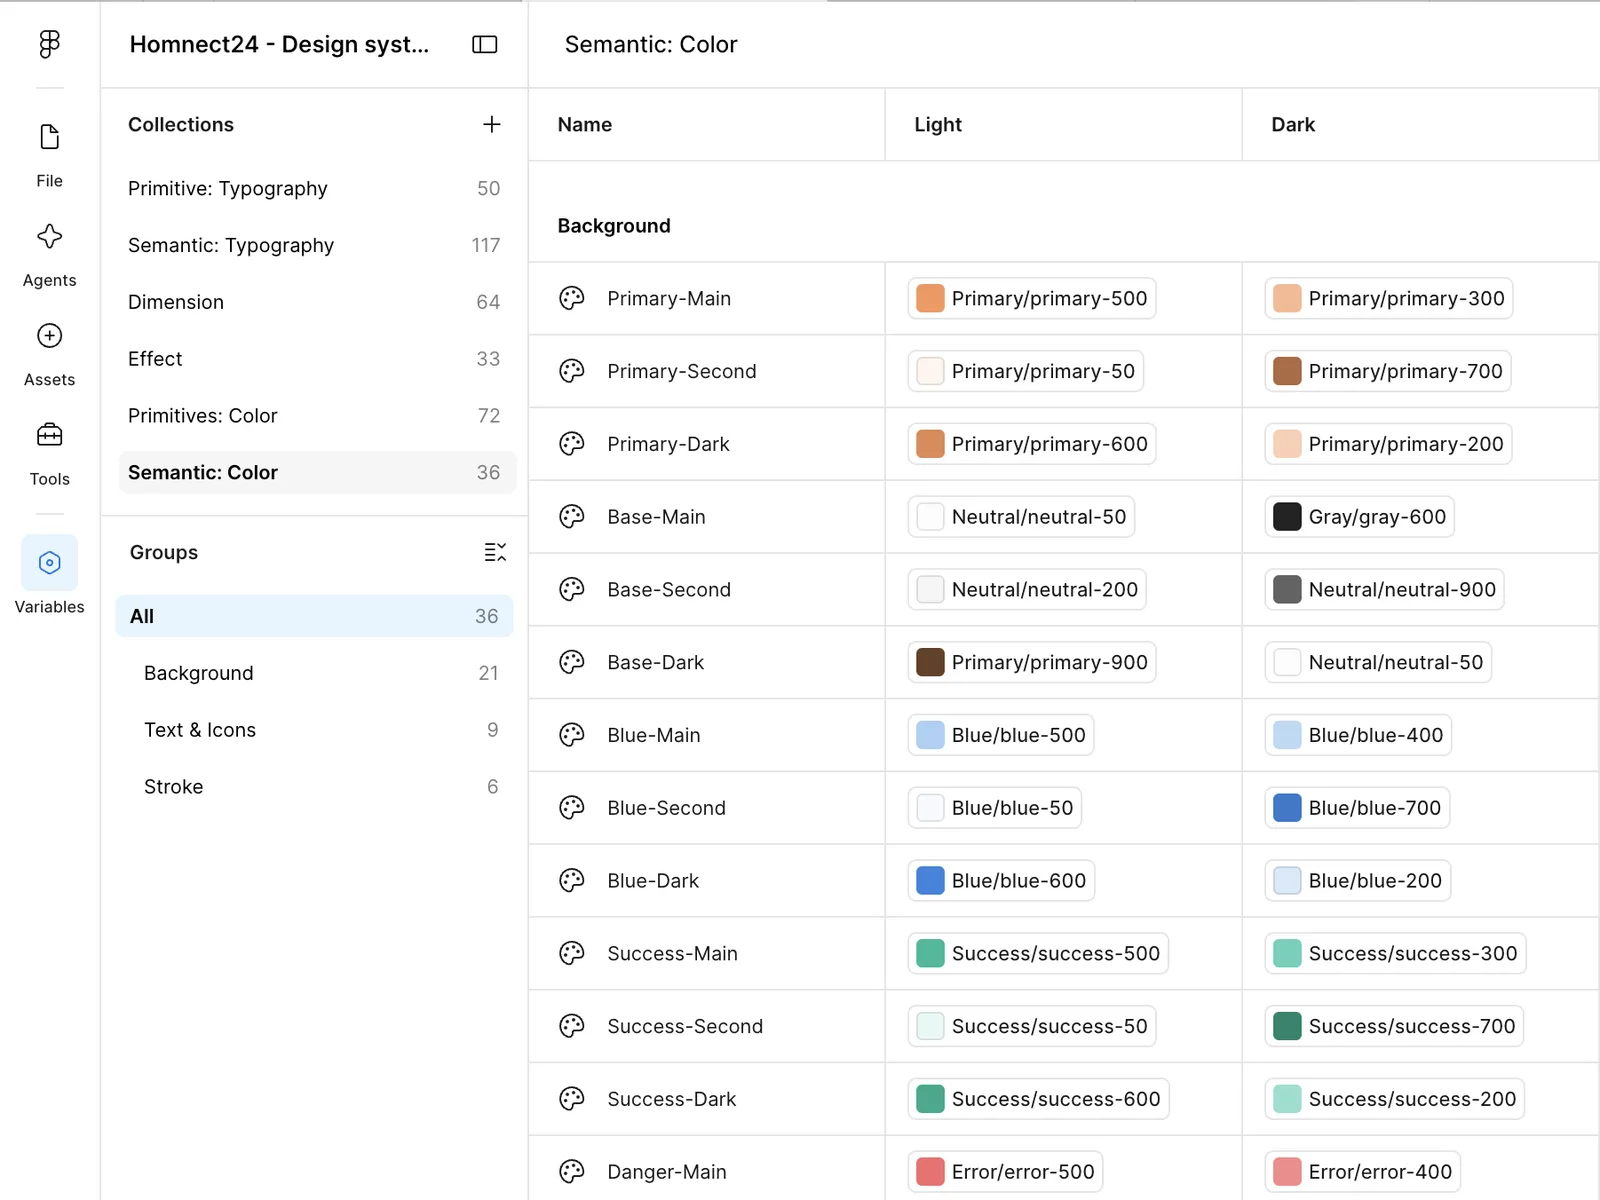 Homnect24 - Design syst...
Semantic: Color
File
Agents
Assets
Tools
Variables
Collections
Primitive: Typography 50
Semantic: Typography 117
Dimension 64
Effect 33
Primitives: Color 72
Semantic: Color 36
Groups
All 36
Background 21
Text & Icons 9
Stroke 6
Name Light Dark
Background
Primary-Main Primary/primary-500 Primary/primary-300
Primary-Second Primary/primary-50 Primary/primary-700
Primary-Dark Primary/primary-600 Primary/primary-200
Base-Main Neutral/neutral-50 Gray/gray-600
Base-Second Neutral/neutral-200 Neutral/neutral-900
Base-Dark Primary/primary-900 Neutral/neutral-50
Blue-Main Blue/blue-500 Blue/blue-400
Blue-Second Blue/blue-50 Blue/blue-700
Blue-Dark Blue/blue-600 Blue/blue-200
Success-Main Success/success-500 Success/success-300
Success-Second Success/success-50 Success/success-700
Success-Dark Success/success-600 Success/success-200
Danger-Main Error/error-500 Error/error-400